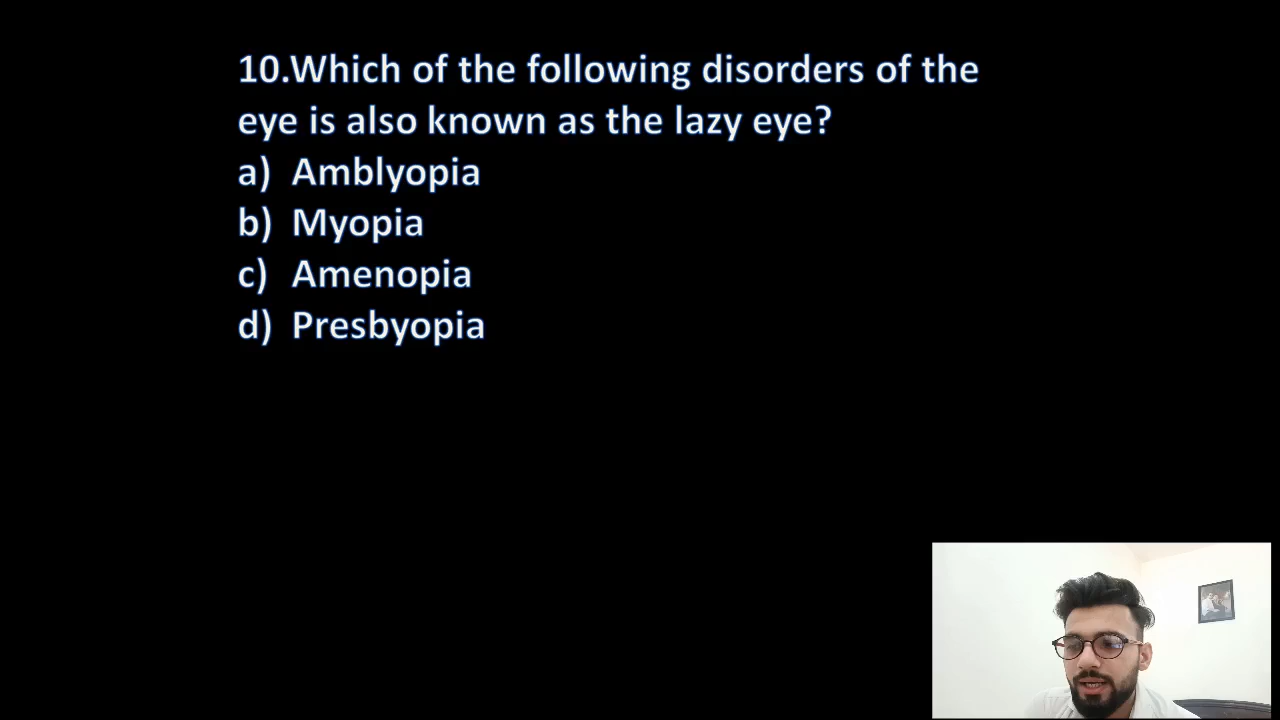 10.Which of the following disorders of the
eye is also known as the lazy eye?
a) Amblyopia
b) Myopia
c) Amenopia
d) Presbyopia